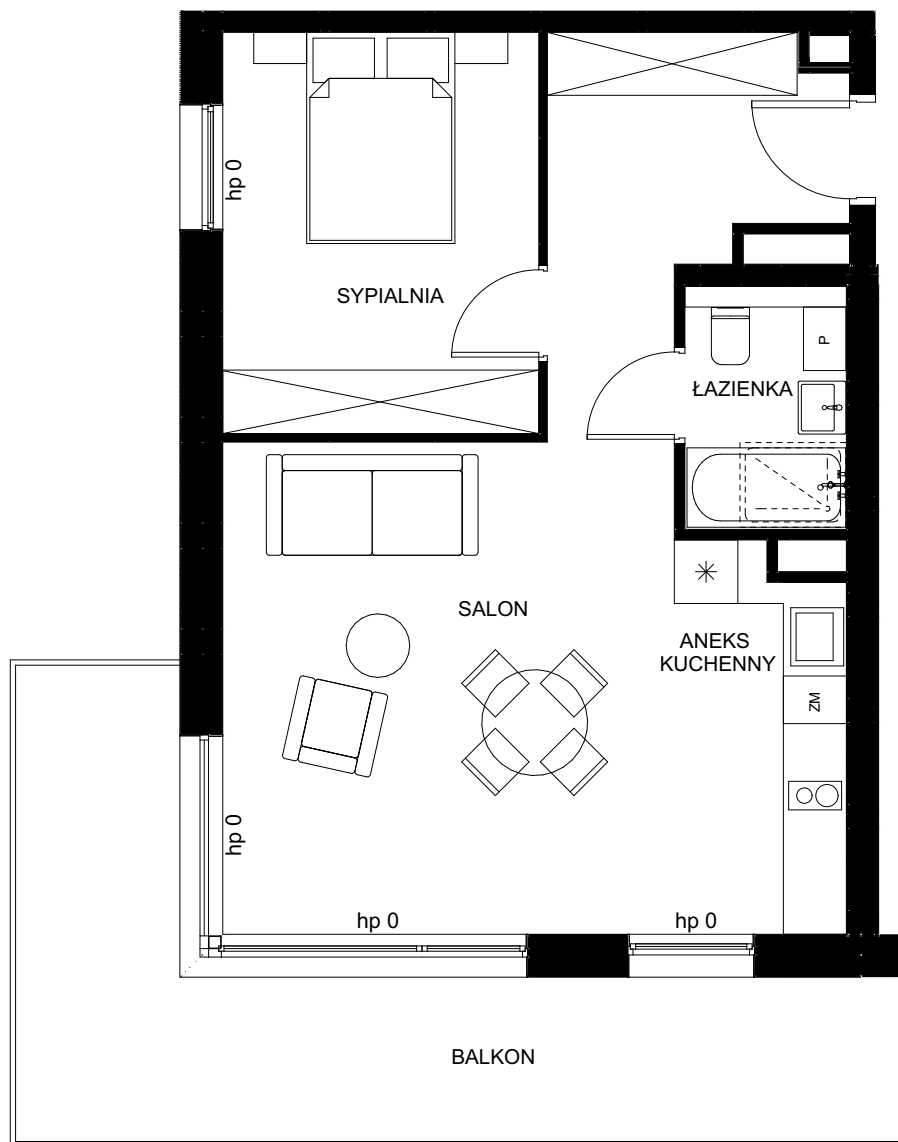 hp 0
SYPIALNIA
P
ŁAZIENKA
SALON
ANEKS
KUCHENNY
ZM
hp 0
hp 0
hp 0
BALKON